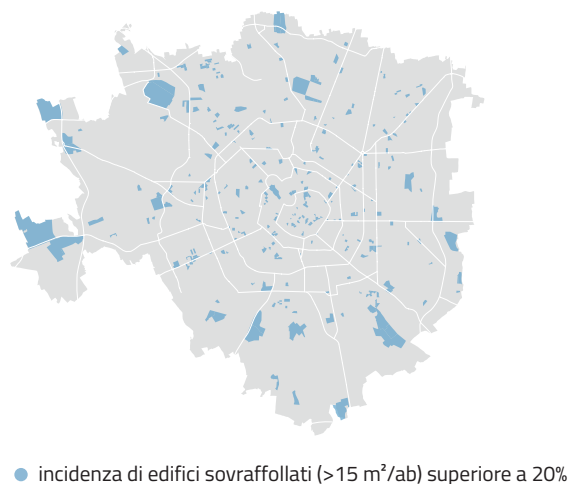 incidenza di edifici sovraffollati (>15 m²/ab) superiore a 20%